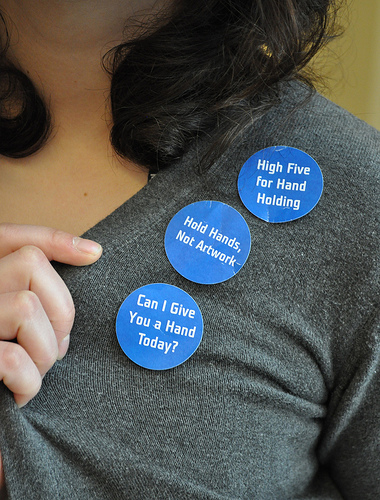 High Five
for Hand
Holding
Hold Hands,
Not Artwork
Can I Give
You a Hand
Today?